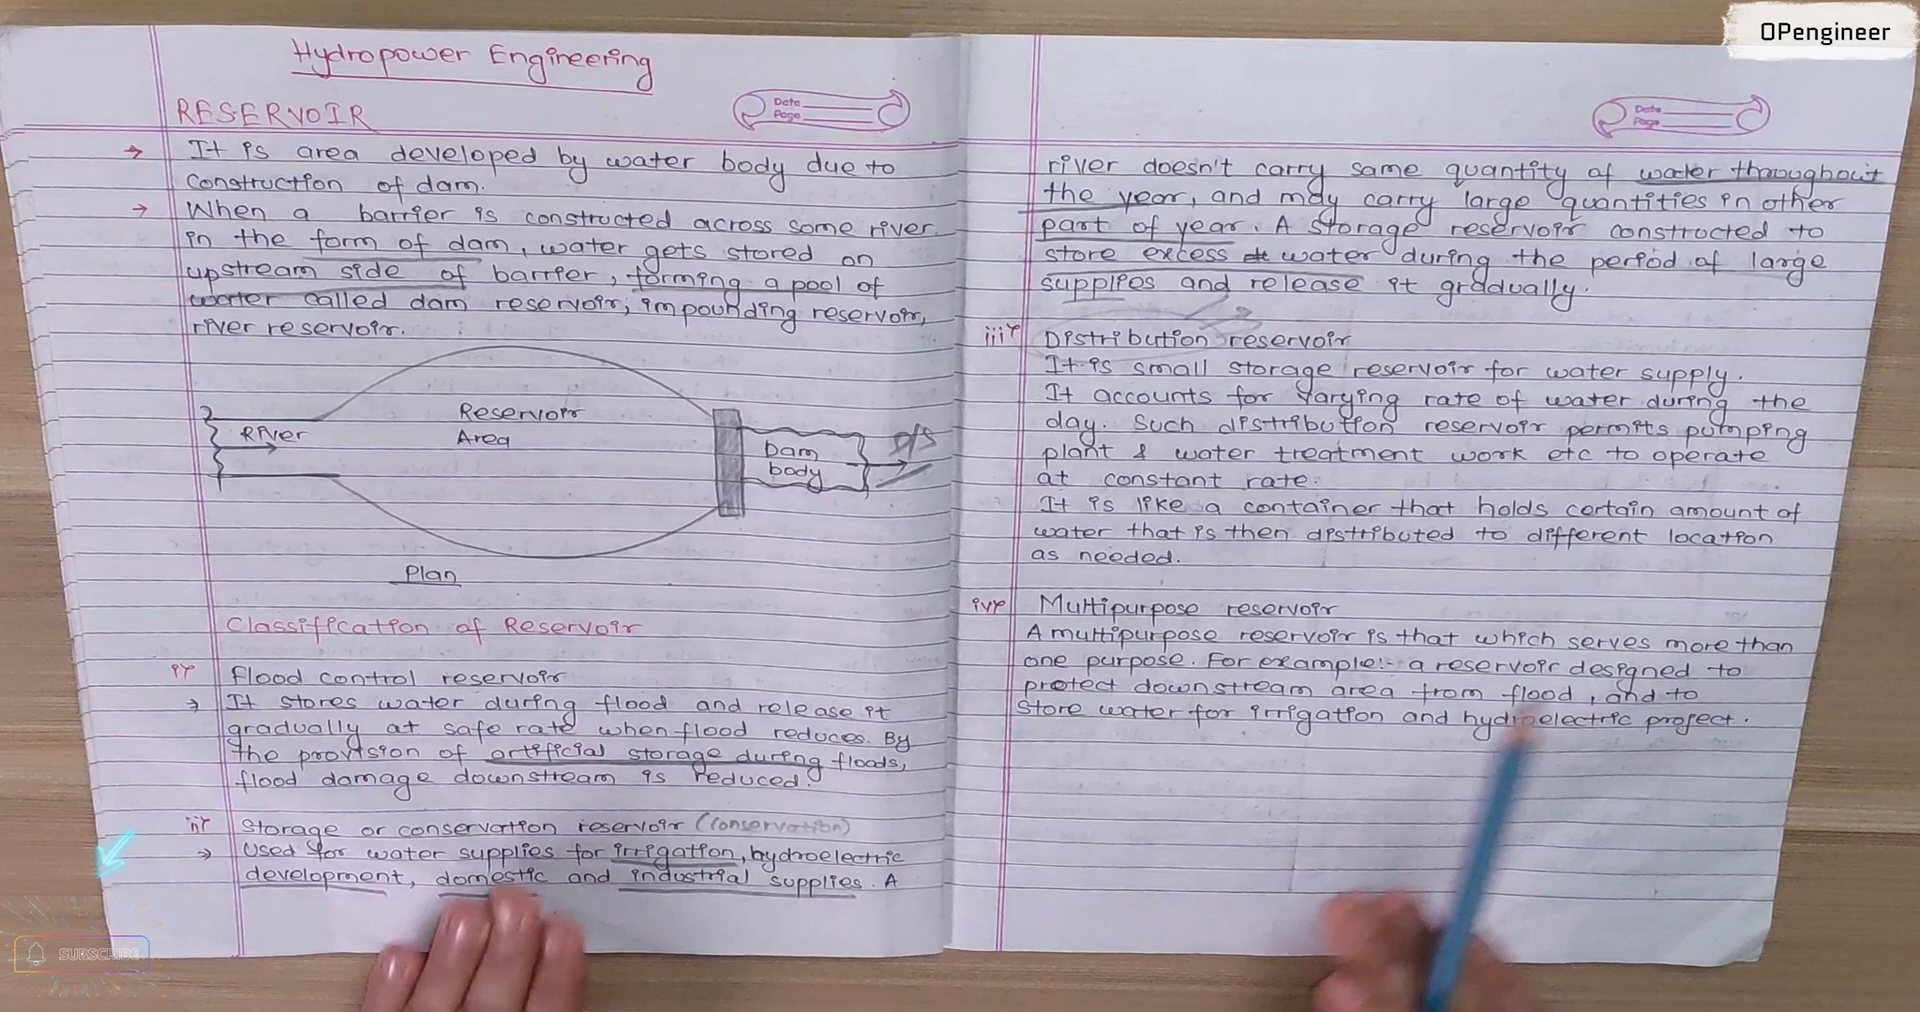 OPengineer
Hydropower Engineering
RESERVOIR
Date
Page
→ It is area developed by water body due to
construction of dam.
→ When a barrier is constructed across some river
in the form of dam, water gets stored on
upstream side of barrier, forming a pool of
water called dam reservoir, impounding reservoir,
river reservoir.
River
Reservoir
Area
Dam
body
D/S
Plan
Classification of Reservoir
i) Flood control reservoir
→ It stores water during flood and release it
gradually at safe rate when flood reduces. By
the provision of artificial storage during floods,
flood damage downstream is reduced.
ii) Storage or conservation reservoir (Conservation)
→ Used for water supplies for irrigation, hydroelectric
development, domestic and industrial supplies. A
SUBSCRIBE
Date
Page
river doesn't carry same quantity of water throughout
the year, and may carry large quantities in other
part of year. A storage reservoir constructed to
store excess water during the period of large
supplies and release it gradually.
iii) Distribution reservoir
It is small storage reservoir for water supply.
It accounts for varying rate of water during the
day. Such distribution reservoir permits pumping
plant & water treatment work etc to operate
at constant rate.
It is like a container that holds certain amount of
water that is then distributed to different location
as needed.
iv) Multipurpose reservoir
A multipurpose reservoir is that which serves more than
one purpose. For example:- a reservoir designed to
protect downstream area from flood, and to
store water for irrigation and hydroelectric project.